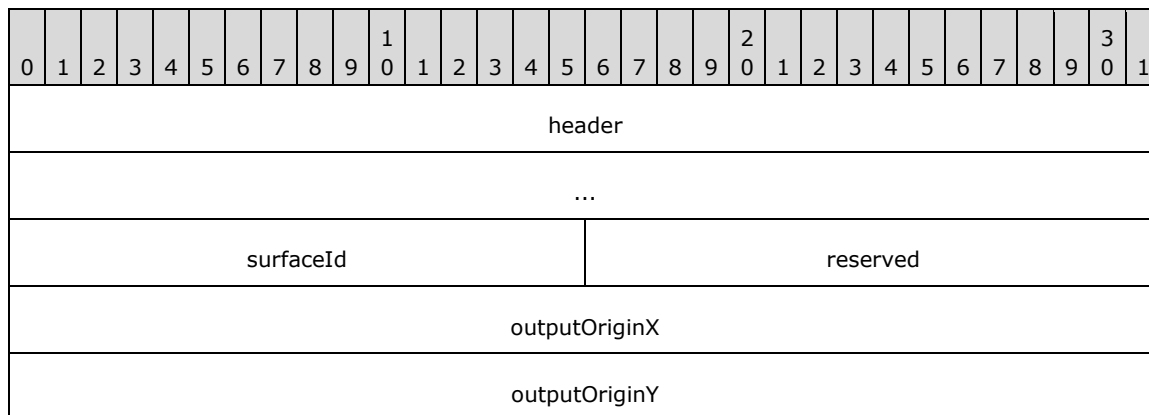 1 2 3
0 1 2 3 4 5 6 7 8 9 0 1 2 3 4 5 6 7 8 9 0 1 2 3 4 5 6 7 8 9 0 1
header
...
surfaceId reserved
outputOriginX
outputOriginY